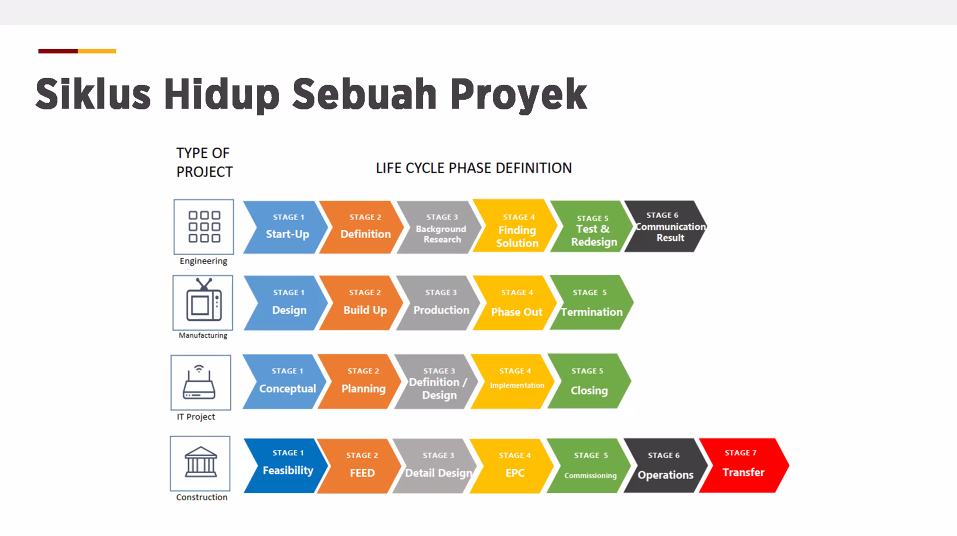 Siklus Hidup Sebuah Proyek
TYPE OF
PROJECT
LIFE CYCLE PHASE DEFINITION
STAGE 1
Start-Up
STAGE 2
Definition
STAGE 3
Background
Research
STAGE 4
Finding
Solution
STAGE 5
Test &
Redesign
STAGE 6
Communication
Result
Engineering
STAGE 1
Design
STAGE 2
Build Up
STAGE 3
Production
STAGE 4
Phase Out
STAGE 5
Termination
Manufacturing
STAGE 1
Conceptual
STAGE 2
Planning
STAGE 3
Definition /
Design
STAGE 4
Implementation
STAGE 5
Closing
IT Project
STAGE 1
Feasibility
STAGE 2
FEED
STAGE 3
Detail Design
STAGE 4
EPC
STAGE 5
Commissioning
STAGE 6
Operations
STAGE 7
Transfer
Construction